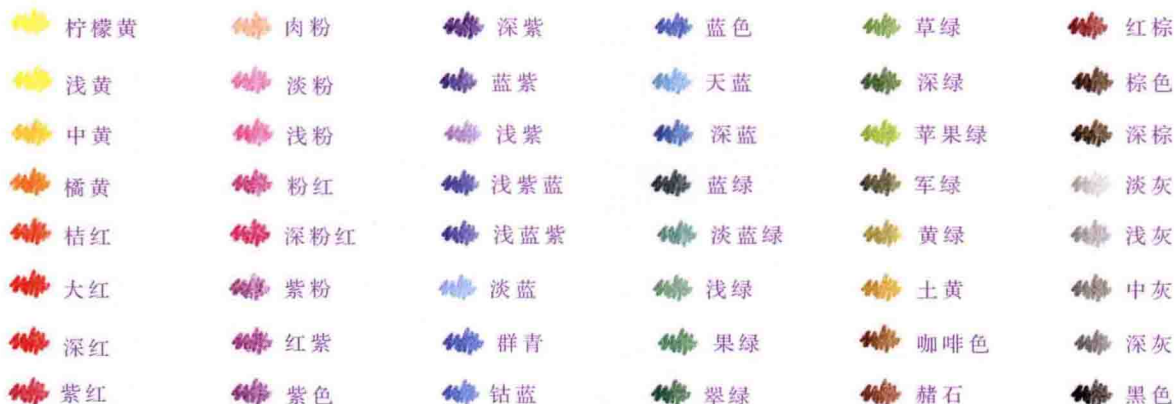 柠檬黄 肉粉 深紫 蓝色 草绿 红棕
浅黄 淡粉 蓝紫 天蓝 深绿 棕色
中黄 浅粉 浅紫 深蓝 苹果绿 深棕
橘黄 粉红 浅紫蓝 蓝绿 军绿 淡灰
桔红 深粉红 浅蓝紫 淡蓝绿 黄绿 浅灰
大红 紫粉 淡蓝 浅绿 土黄 中灰
深红 红紫 群青 果绿 咖啡色 深灰
紫红 紫色 钴蓝 翠绿 赭石 黑色